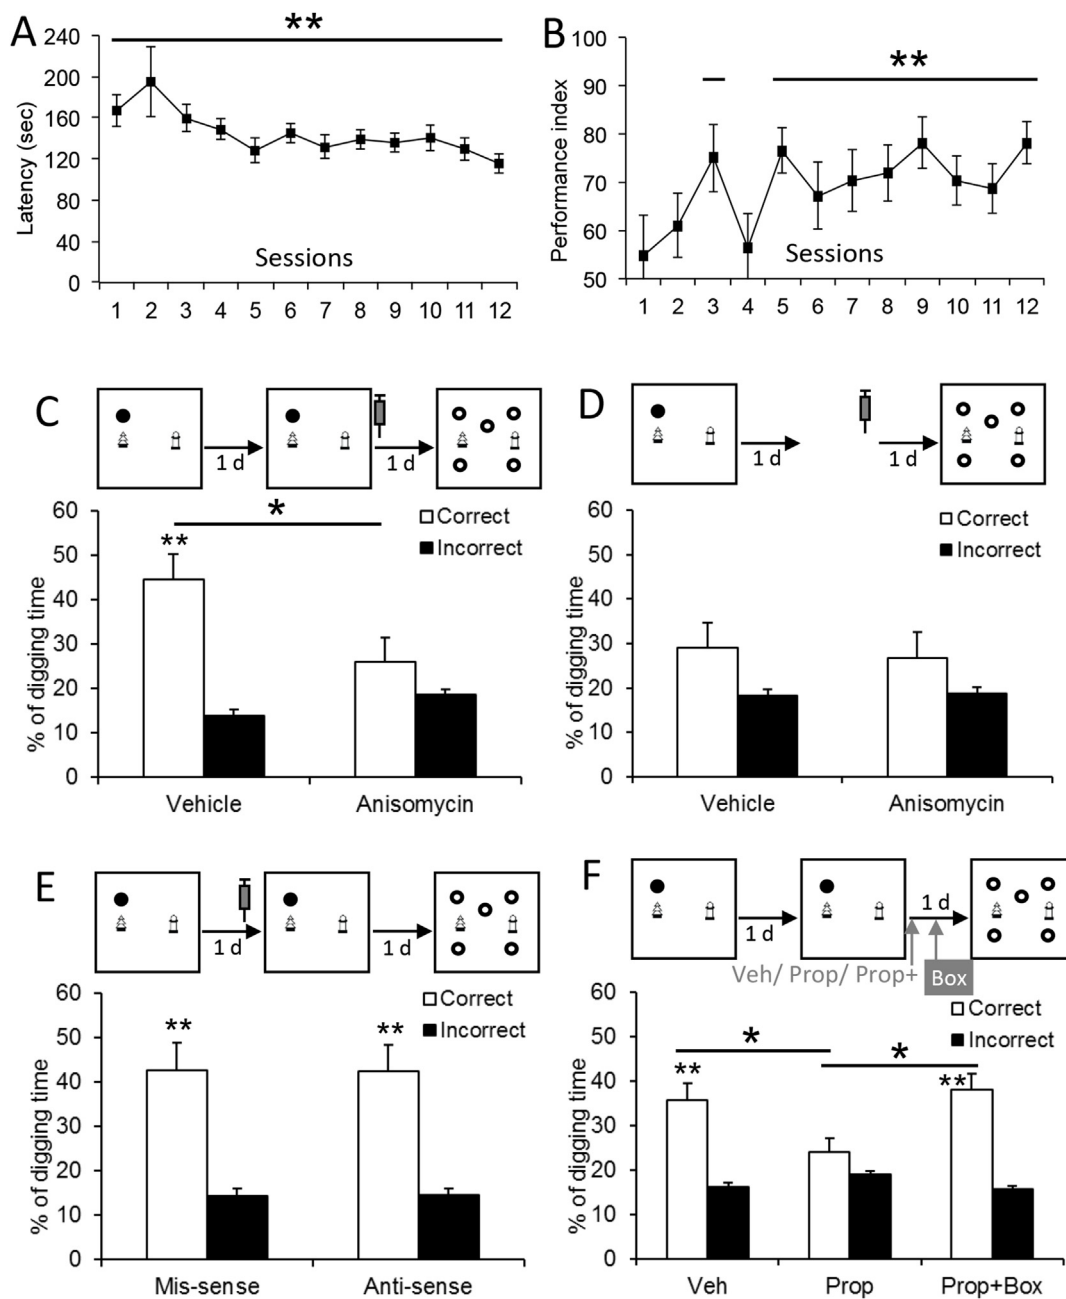 A
**
240
200
160
120
80
40
0
Latency (sec)
Sessions
1 2 3 4 5 6 7 8 9 10 11 12
B
**
100
90
80
70
60
50
Performance index
Sessions
1 2 3 4 5 6 7 8 9 10 11 12
C
1 d
1 d
*
**
Correct
Incorrect
60
50
40
30
20
10
0
% of digging time
Vehicle
Anisomycin
D
1 d
1 d
Correct
Incorrect
60
50
40
30
20
10
0
% of digging time
Vehicle
Anisomycin
E
1 d
1 d
Correct
Incorrect
**
**
60
50
40
30
20
10
0
% of digging time
Mis-sense
Anti-sense
F
1 d
1 d
Veh/ Prop/ Prop+
Box
Correct
Incorrect
*
*
**
**
60
50
40
30
20
10
0
% of digging time
Veh
Prop
Prop+Box